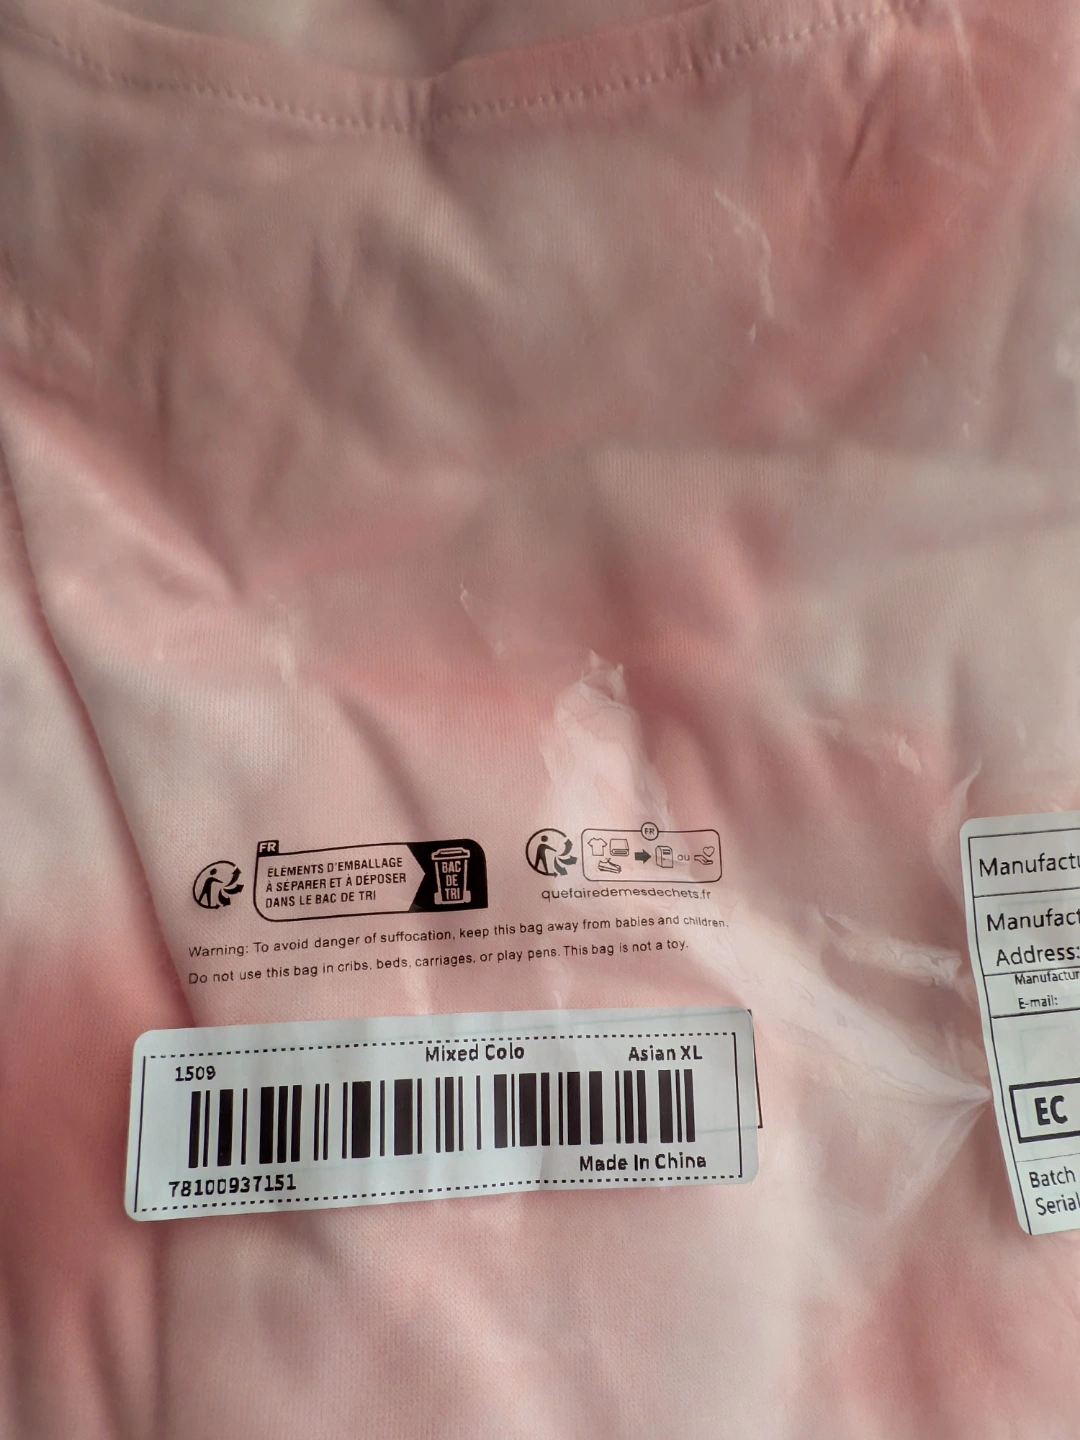 FR
ÉLÉMENTS D'EMBALLAGE
À SÉPARER ET À DÉPOSER
DANS LE BAC DE TRI
BAC
DE
TRI
FR
OU
quefairedemesdechets.fr
Warning: To avoid danger of suffocation, keep this bag away from babies and children.
Do not use this bag in cribs, beds, carriages, or play pens. This bag is not a toy.
1509
Mixed Colo
Asian XL
78100937151
Made In China
Manufactu
Manufact
Address:
Manufactur
E-mail:
EC
Batch
Serial